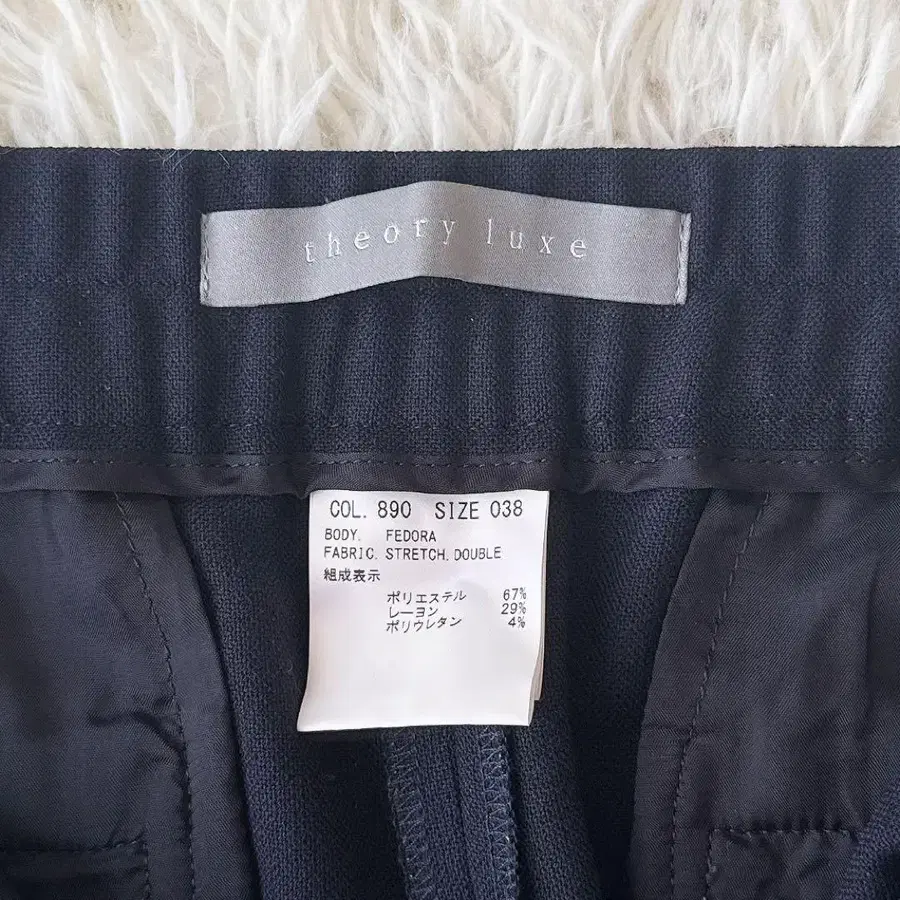 theory luxe
COL. 890 SIZE 038
BODY. FEDORA
FABRIC. STRETCH. DOUBLE
組成表示
ポリエステル 67%
レーヨン 29%
ポリウレタン 4%